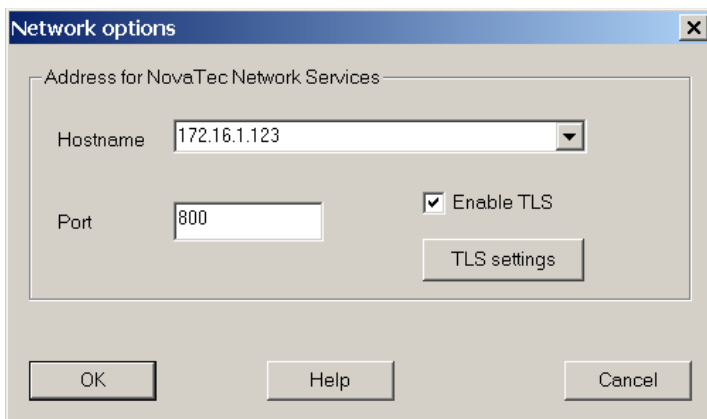 Network options
Address for NovaTec Network Services
Hostname 172.16.1.123
Enable TLS
Port 800
TLS settings
OK Help Cancel